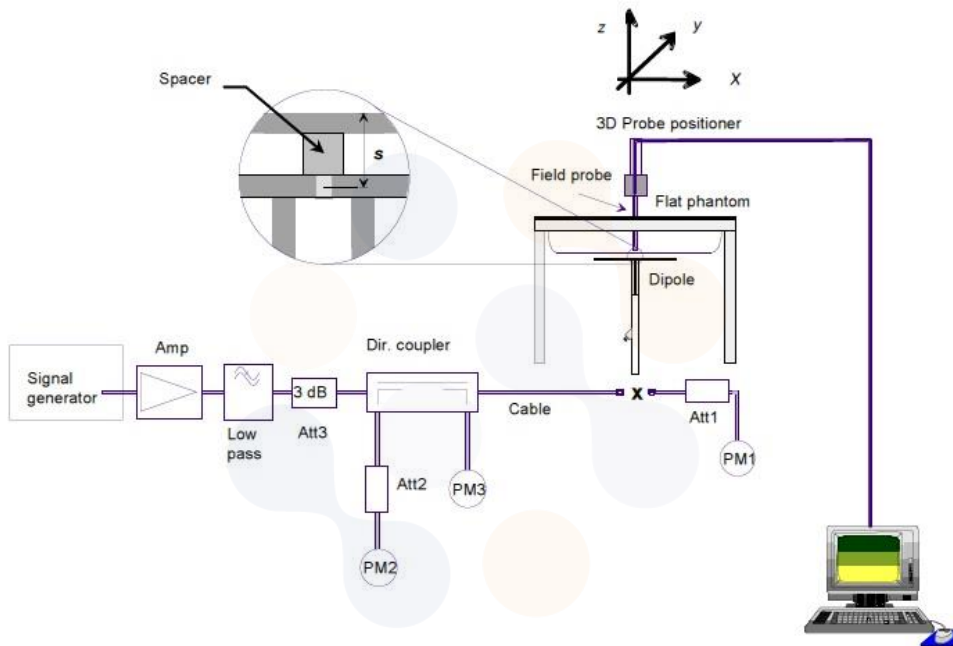 z
y
X
Spacer
3D Probe positioner
s
Field probe
Flat phantom
Dipole
Dir. coupler
Amp
Signal
generator
3 dB
Cable
x
Att1
Low
pass
Att3
PM1
Att2
PM3
PM2